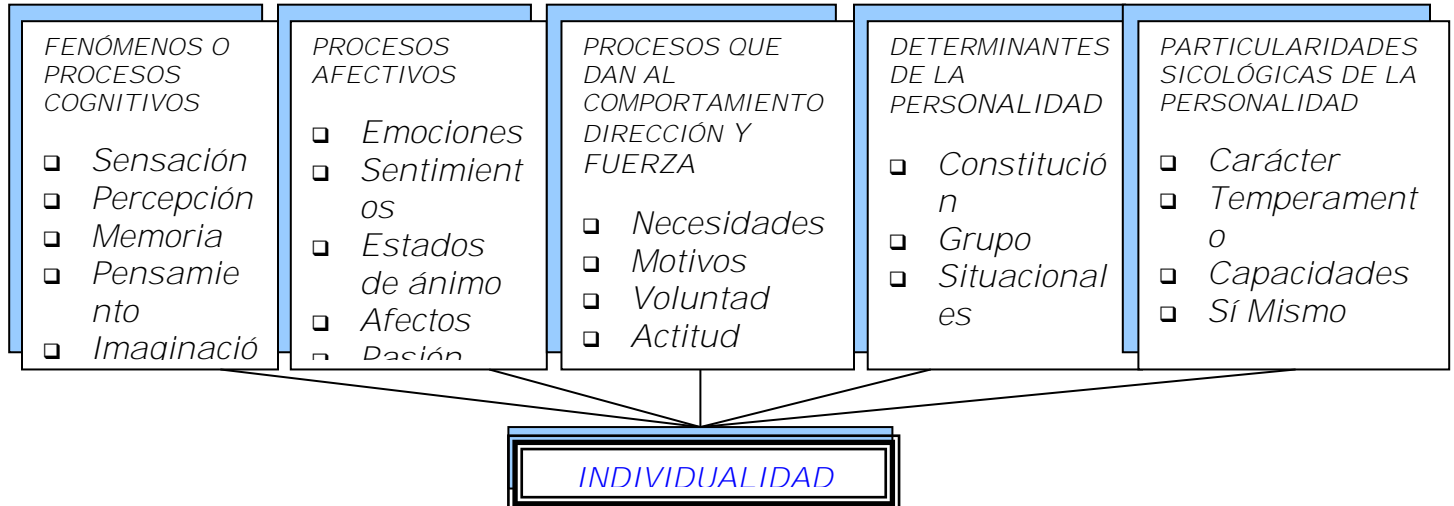 FENÓMENOS O
PROCESOS
COGNITIVOS
❑ Sensación
❑ Percepción
❑ Memoria
❑ Pensamie
nto
❑ Imaginació
PROCESOS
AFECTIVOS
❑ Emociones
❑ Sentimient
os
❑ Estados
de ánimo
❑ Afectos
❑ Pasión
PROCESOS QUE
DAN AL
COMPORTAMIENTO
DIRECCIÓN Y
FUERZA
❑ Necesidades
❑ Motivos
❑ Voluntad
❑ Actitud
DETERMINANTES
DE LA
PERSONALIDAD
❑ Constitució
n
❑ Grupo
❑ Situacional
es
PARTICULARIDADES
SICOLÓGICAS DE LA
PERSONALIDAD
❑ Carácter
❑ Temperament
o
❑ Capacidades
❑ Sí Mismo
INDIVIDUALIDAD